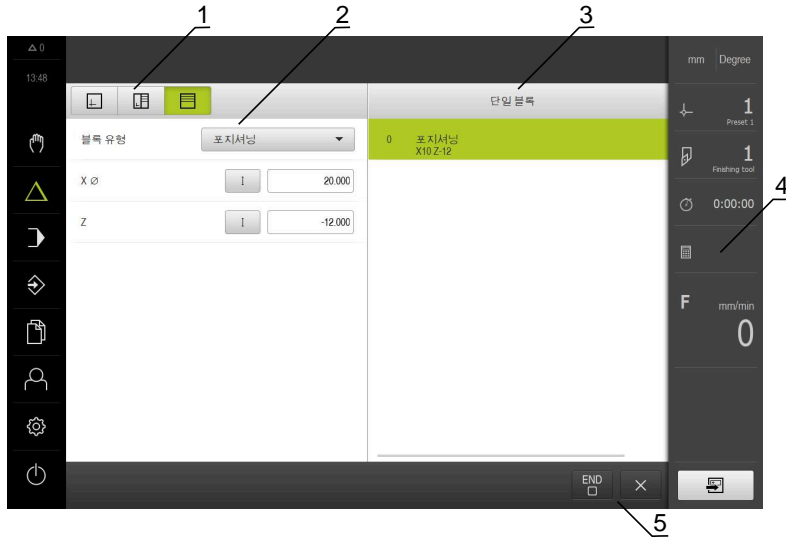 1
2
3
△ 0
13:48
mm Degree
단일 블록
블록 유형
포지셔닝
0 포지셔닝
X10 Z-12
X ⌀
I
20.000
Z
I
-12.000
1
Preset 1
1
Finishing tool
0:00:00
4
F mm/min
0
END
5